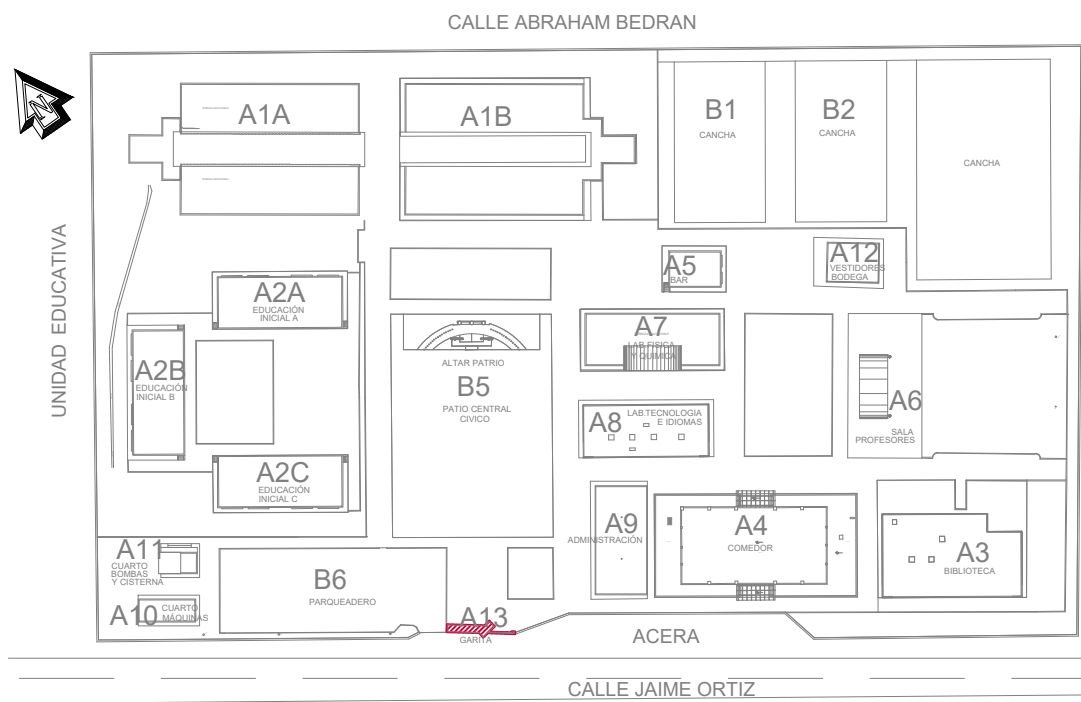 CALLE ABRAHAM BEDRAN
N
UNIDAD EDUCATIVA
A1A
A1B
B1
CANCHA
B2
CANCHA
CANCHA
A5
BAR
A12
VESTIDORES
BODEGA
A2A
EDUCACIÓN
INICIAL A
A2B
EDUCACIÓN
INICIAL B
A2C
EDUCACIÓN
INICIAL C
ALTAR PATRIO
B5
PATIO CENTRAL
CIVICO
A7
LAB.FISICA
Y QUIMICA
A8
LAB.TECNOLOGIA
E IDIOMAS
A6
SALA
PROFESORES
A9
ADMINISTRACIÓN
A4
COMEDOR
A3
BIBLIOTECA
A11
CUARTO
BOMBAS
Y CISTERNA
A10
CUARTO
MÁQUINAS
B6
PARQUEADERO
A13
GARITA
ACERA
CALLE JAIME ORTIZ